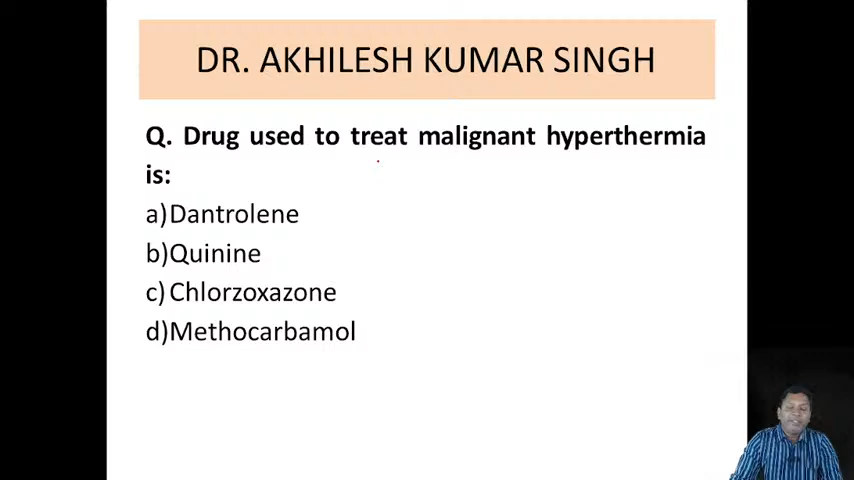 DR. AKHILESH KUMAR SINGH
Q. Drug used to treat malignant hyperthermia
is:
a)Dantrolene
b)Quinine
c) Chlorzoxazone
d)Methocarbamol